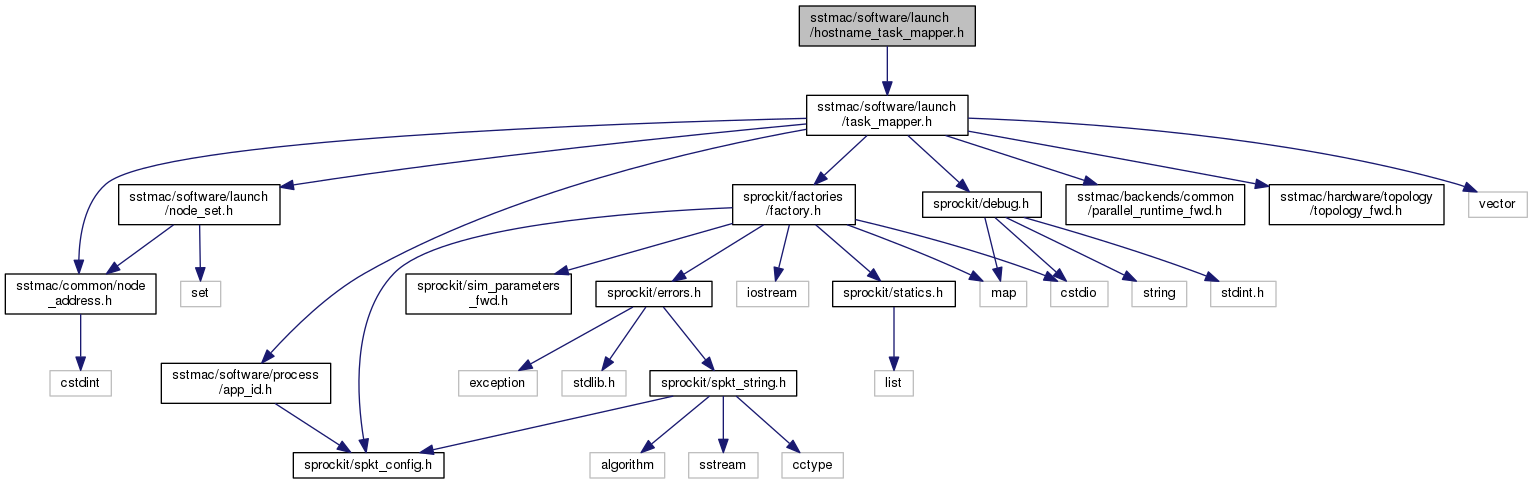 sstmac/software/launch
/hostname_task_mapper.h
sstmac/software/launch
/task_mapper.h
sstmac/software/launch
/node_set.h
sprockit/factories
/factory.h
sprockit/debug.h
sstmac/backends/common
/parallel_runtime_fwd.h
sstmac/hardware/topology
/topology_fwd.h
vector
sstmac/common/node
_address.h
set
sprockit/sim_parameters
_fwd.h
sprockit/errors.h
iostream
sprockit/statics.h
map
cstdio
string
stdint.h
cstdint
sstmac/software/process
/app_id.h
exception
stdlib.h
sprockit/spkt_string.h
list
sprockit/spkt_config.h
algorithm
sstream
cctype